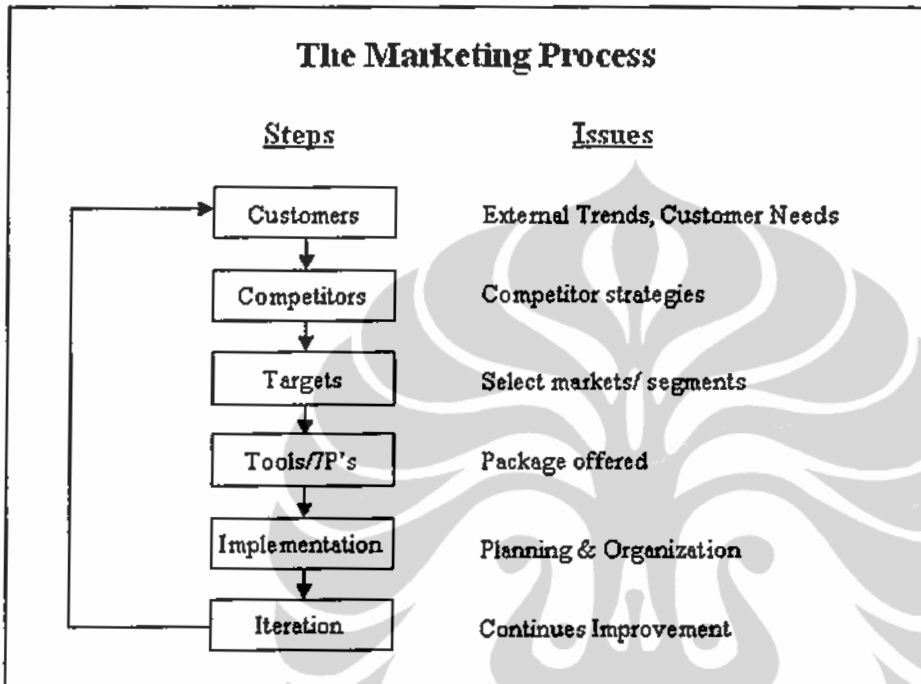 The Marketing Process
Steps Issues
Customers External Trends, Customer Needs
Competitors Competitor strategies
Targets Select markets/ segments
Tools/7P's Package offered
Implementation Planning & Organization
Iteration Continues Improvement